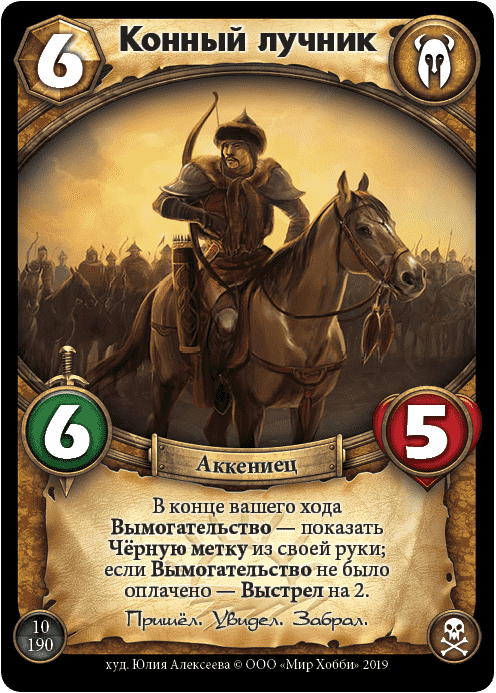 6
Конный лучник
6
5
Аккениец
В конце вашего хода
Вымогательство — показать
Чёрную метку из своей руки;
если Вымогательство не было
оплачено — Выстрел на 2.
Пришёл. Увидел. Забрал.
10
190
худ. Юлия Алексеева © ООО «Мир Хобби» 2019